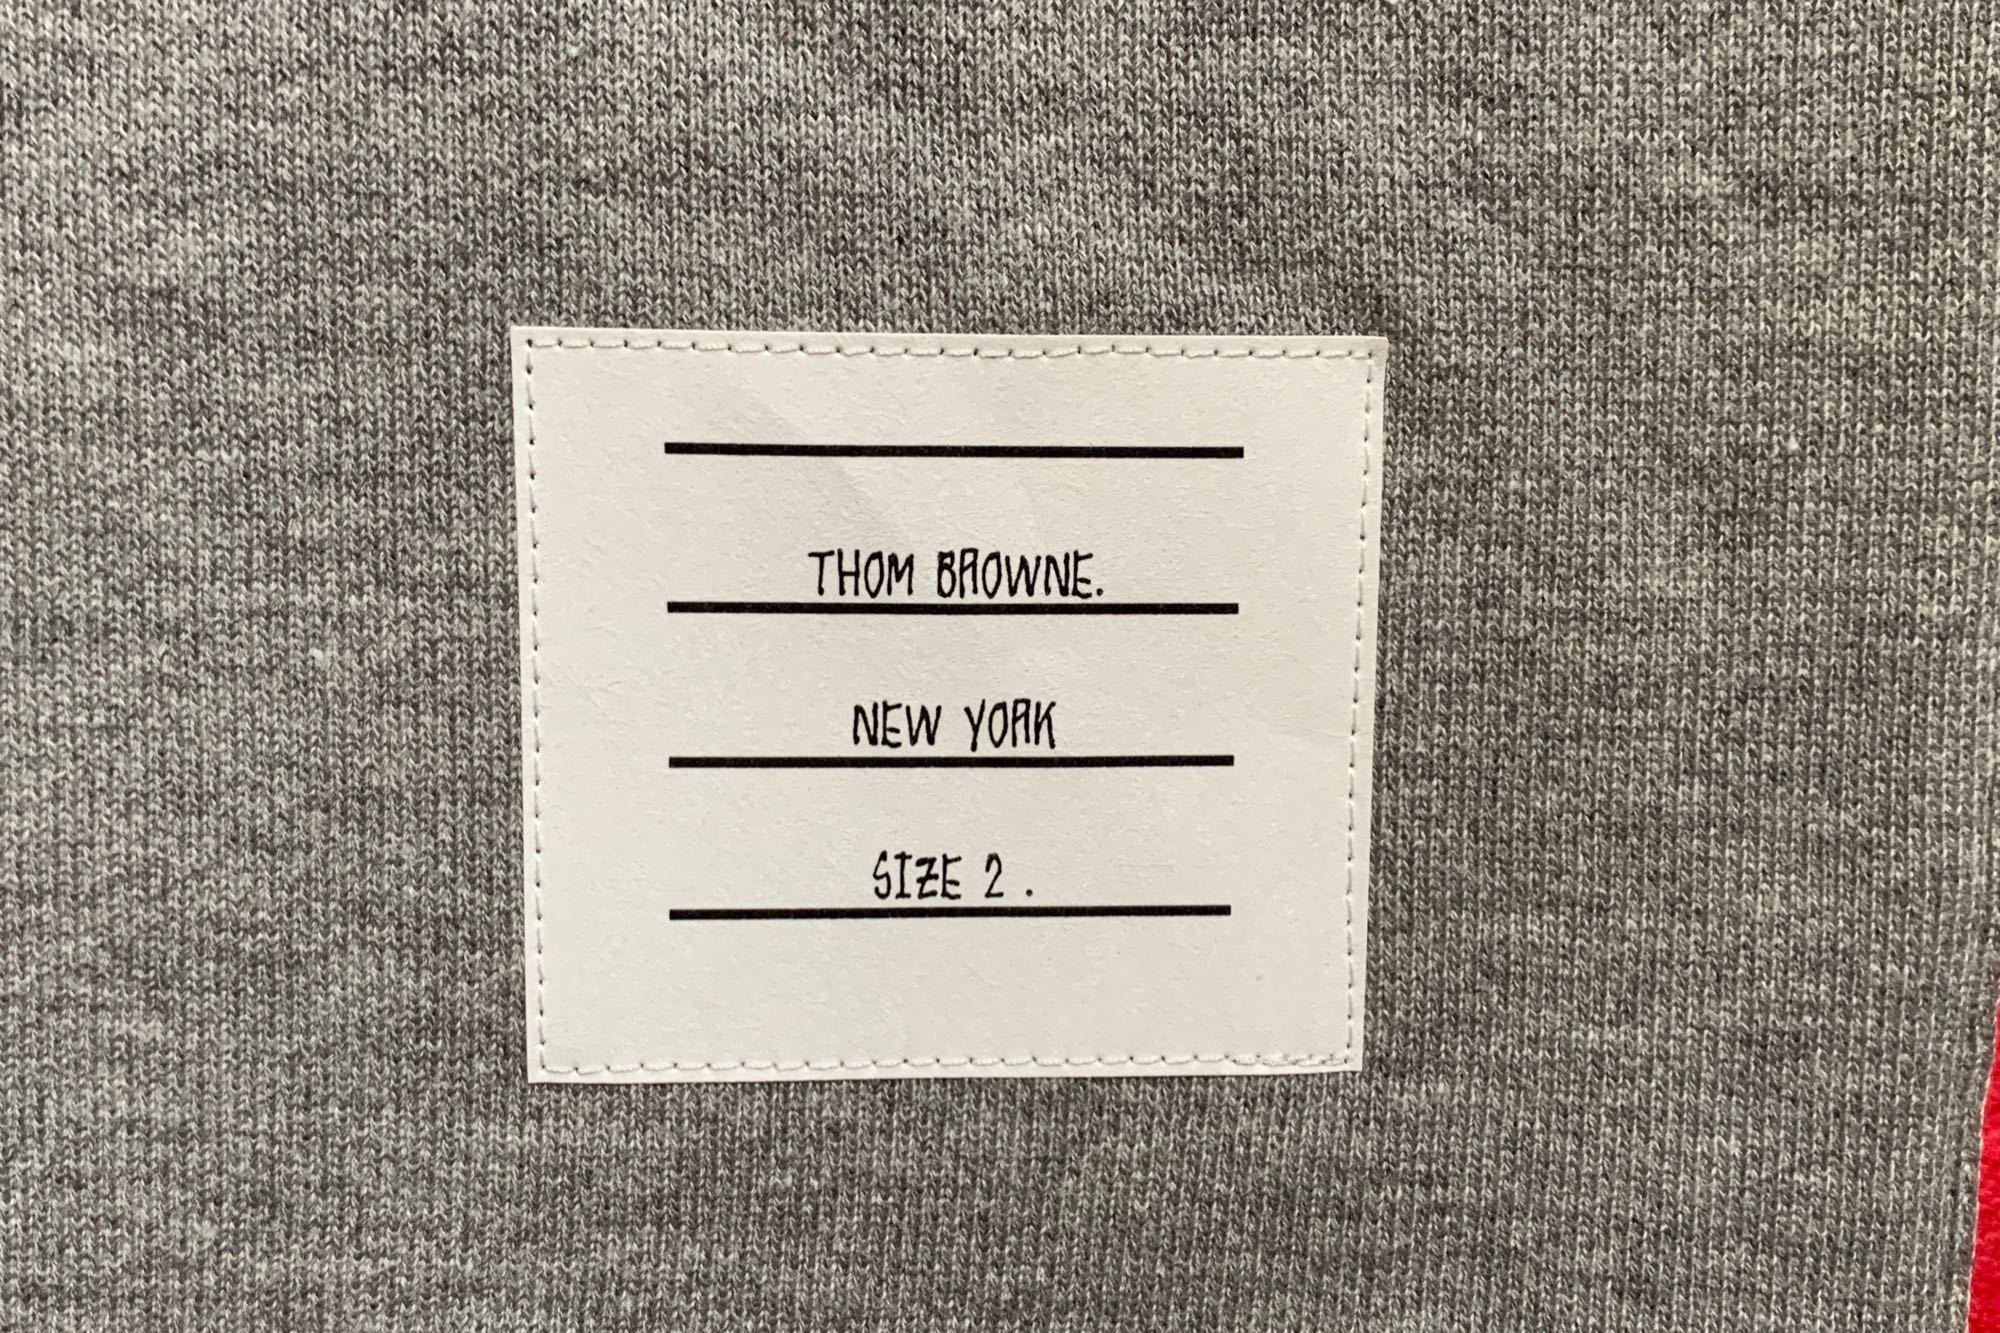 THOM BROWNE.
NEW YORK
SIZE 2 .